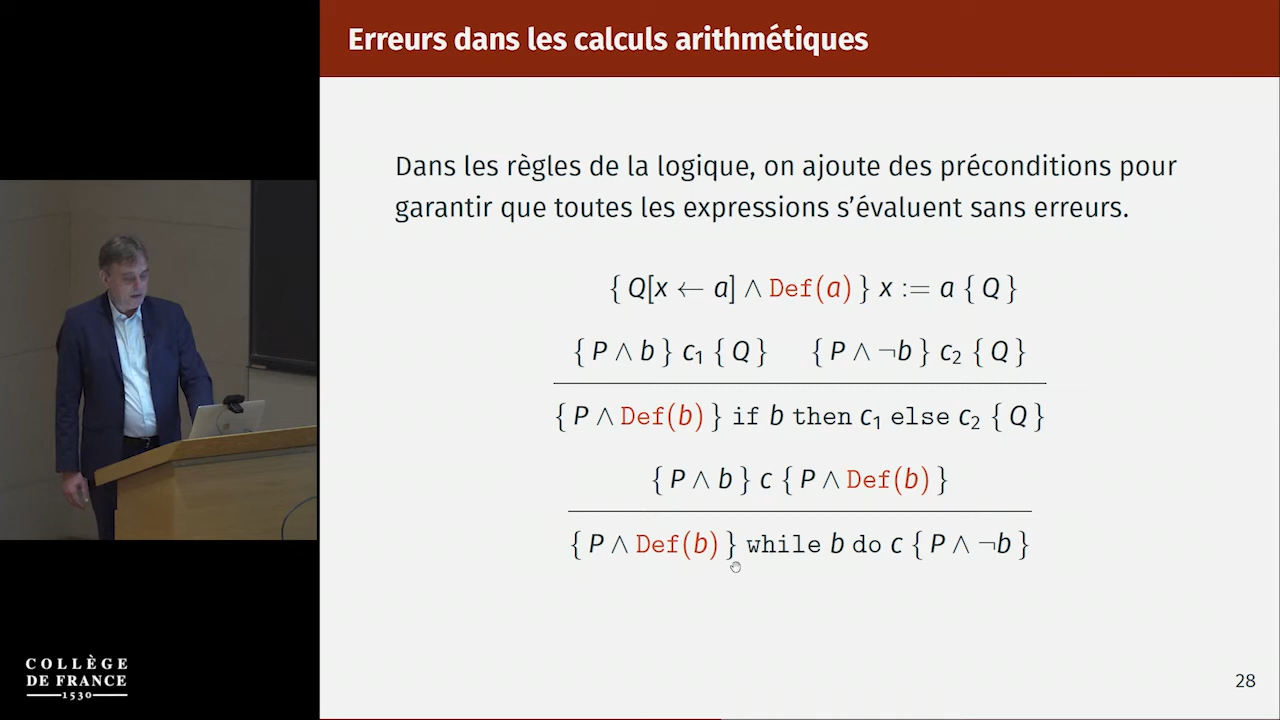 Erreurs dans les calculs arithmétiques
Dans les règles de la logique, on ajoute des préconditions pour
garantir que toutes les expressions s’évaluent sans erreurs.
{ Q[x ← a] ∧ Def(a) } x := a { Q }
{ P ∧ b } c₁ { Q } { P ∧ ¬b } c₂ { Q }
{ P ∧ Def(b) } if b then c₁ else c₂ { Q }
{ P ∧ b } c { P ∧ Def(b) }
{ P ∧ Def(b) } while b do c { P ∧ ¬b }
COLLÈGE
DE FRANCE
1530
28